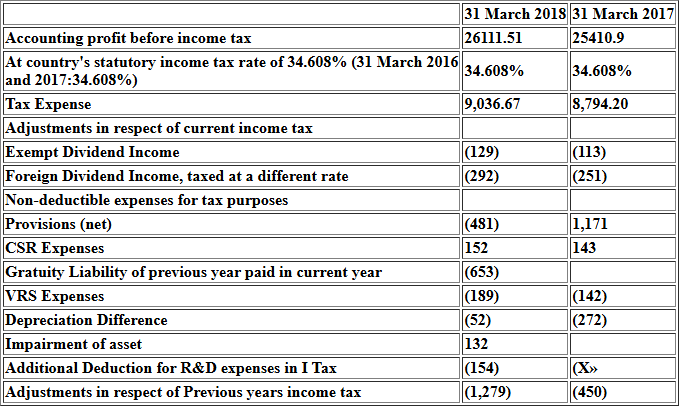 31 March 2018 31 March 2017
Accounting profit before income tax 26111.51 25410.9
At country's statutory income tax rate of 34.608% (31 March 2016
and 2017:34.608%) 34.608% 34.608%
Tax Expense 9,036.67 8,794.20
Adjustments in respect of current income tax
Exempt Dividend Income (129) (113)
Foreign Dividend Income, taxed at a different rate (292) (251)
Non-deductible expenses for tax purposes
Provisions (net) (481) 1,171
CSR Expenses 152 143
Gratuity Liability of previous year paid in current year (653)
VRS Expenses (189) (142)
Depreciation Difference (52) (272)
Impairment of asset 132
Additional Deduction for R&D expenses in I Tax (154) (X»
Adjustments in respect of Previous years income tax (1,279) (450)